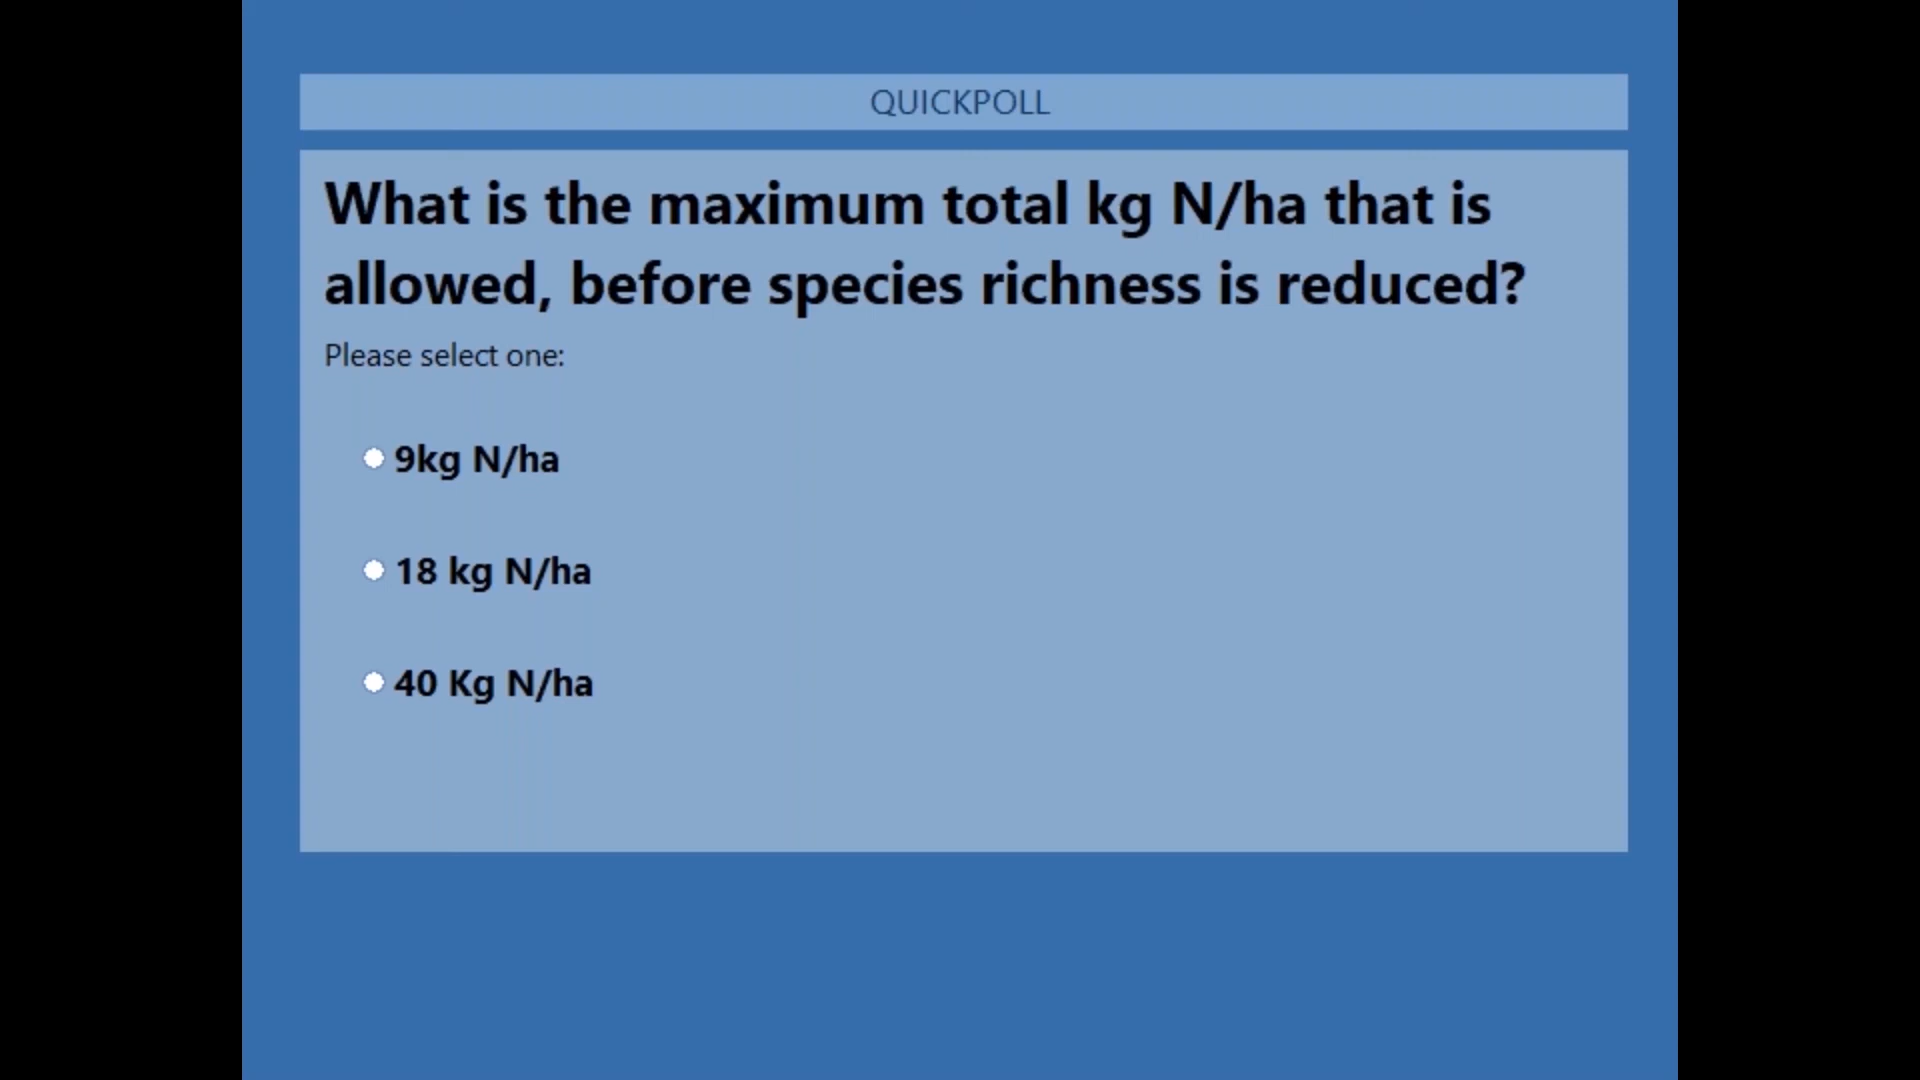 QUICKPOLL
What is the maximum total kg N/ha that is
allowed, before species richness is reduced?
Please select one:
9kg N/ha
18 kg N/ha
40 Kg N/ha